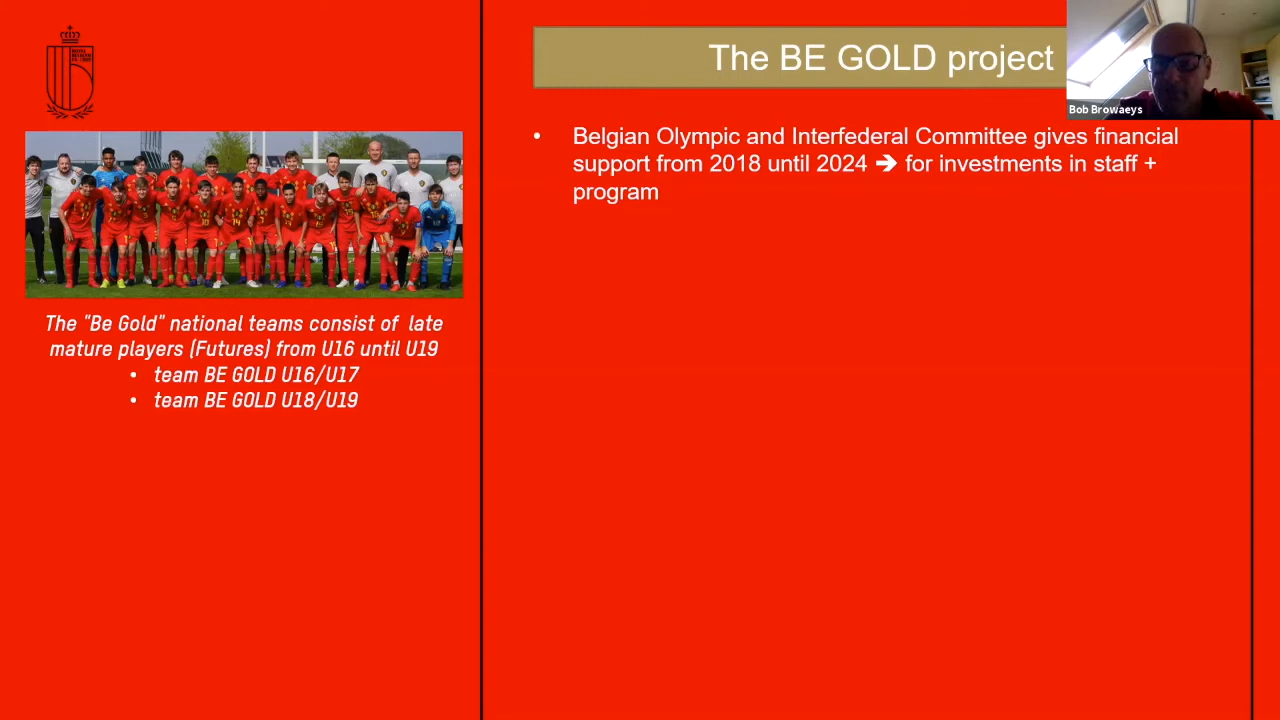 The BE GOLD project
Bob Browaeys
• Belgian Olympic and Interfederal Committee gives financial
support from 2018 until 2024 ➔ for investments in staff +
program
The "Be Gold" national teams consist of late
mature players (Futures) from U16 until U19
• team BE GOLD U16/U17
• team BE GOLD U18/U19